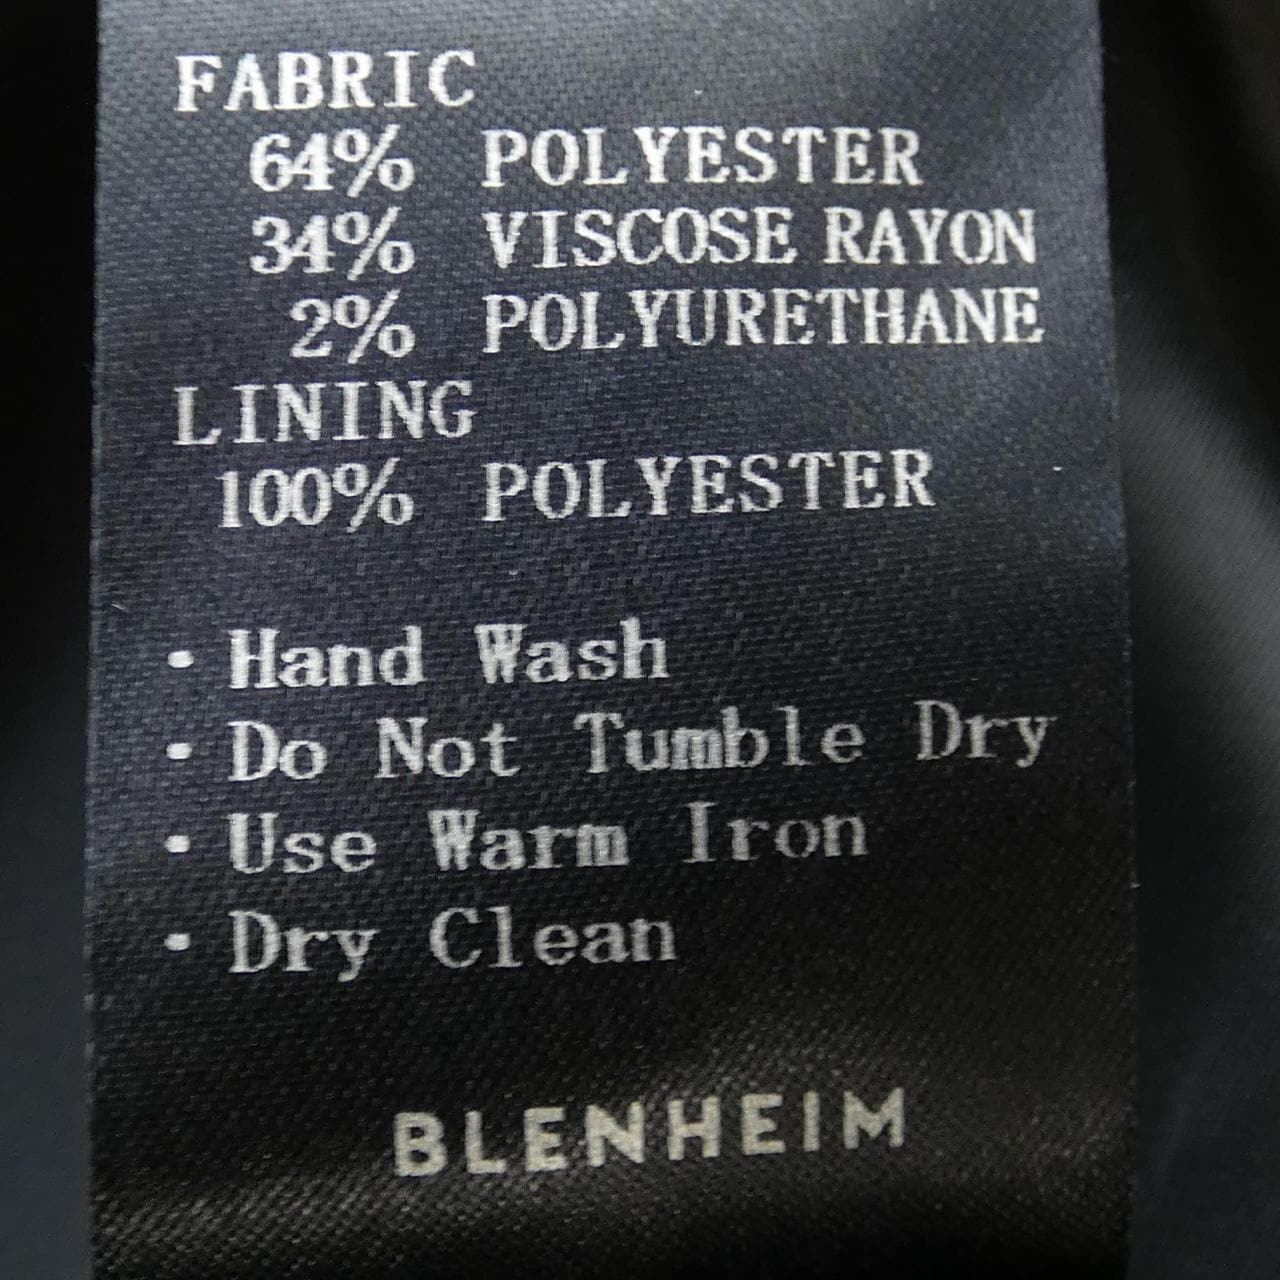 FABRIC
64% POLYESTER
34% VISCOSE RAYON
2% POLYURETHANE
LINING
100% POLYESTER
・Hand Wash
・Do Not Tumble Dry
・Use Warm Iron
・Dry Clean
BLENHEIM